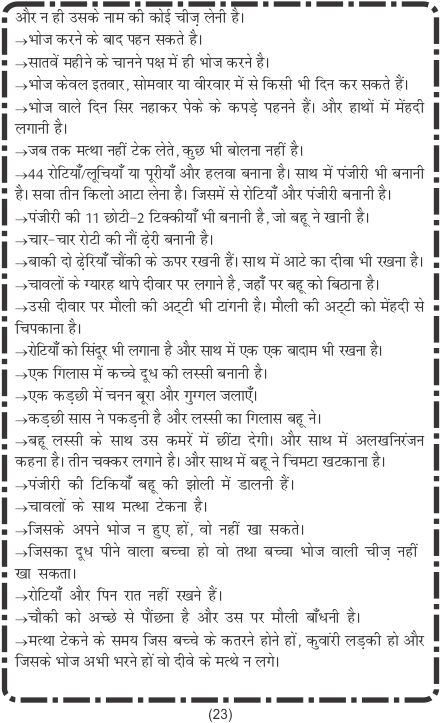 और न ही उसके नाम की कोई चीज़ लेनी है।
→भोज करने के बाद पहन सकते है।
→सातवें महीने के चानने पक्ष में ही भोज करने है।
→भोज केवल इतवार, सोमवार या वीरवार में से किसी भी दिन कर सकते हैं।
→भोज वाले दिन सिर नहाकर पेके के कपड़े पहनने हैं। और हाथों में मेंहदी
लगानी है।
→जब तक मत्था नहीं टेक लेते, कुछ भी बोलना नहीं है।
→44 रोटियाँ/लूचियाँ या पूरीयाँ और हलवा बनाना है। साथ में पंजीरी भी बनानी
है। सवा तीन किलो आटा लेना है। जिसमें से रोटियाँ और पंजीरी बनानी है।
→पंजीरी की 11 छोटी-2 टिक्कीयाँ भी बनानी है, जो बहू ने खानी है।
→चार-चार रोटी की नौं ढ़ेरी बनानी है।
→बाकी दो ढ़ेरियाँ चौंकी के ऊपर रखनी हैं। साथ में आटे का दीवा भी रखना है।
→चावलों के ग्यारह थापे दीवार पर लगाने है, जहाँ पर बहू को बिठाना है।
→उसी दीवार पर मौली की अट्टी भी टांगनी है। मौली की अट्टी को मेंहदी से
चिपकाना है।
→रोटियाँ को सिंदूर भी लगाना है और साथ में एक एक बादाम भी रखना है।
→एक गिलास में कच्चे दूध की लस्सी बनानी है।
→एक कड़छी में चनन बूरा और गुग्गल जलाएँ।
→कड़छी सास ने पकड़नी है और लस्सी का गिलास बहू ने।
→बहू लस्सी के साथ उस कमरें में छींटा देगी। और साथ में अलखनिरंजन
कहना है। तीन चक्कर लगाने है। और साथ में बहू ने चिमटा खटकाना है।
→पंजीरी की टिकियाँ बहू की झोली में डालनी हैं।
→चावलों के साथ मत्था टेकना है।
→जिसके अपने भोज न हुए हों, वो नहीं खा सकते।
→जिसका दूध पीने वाला बच्चा हो वो तथा बच्चा भोज वाली चीज़ नहीं
खा सकता।
→रोटियाँ और पिन रात नहीं रखने हैं।
→चौकी को अच्छे से पौंछना है और उस पर मौली बाँधनी है।
→मत्था टेकने के समय जिस बच्चे के कतरने होने हों, कुवांरी लड़की हो और
जिसके भोज अभी भरने हों वो दीवे के मत्थे न लगे।
(23)